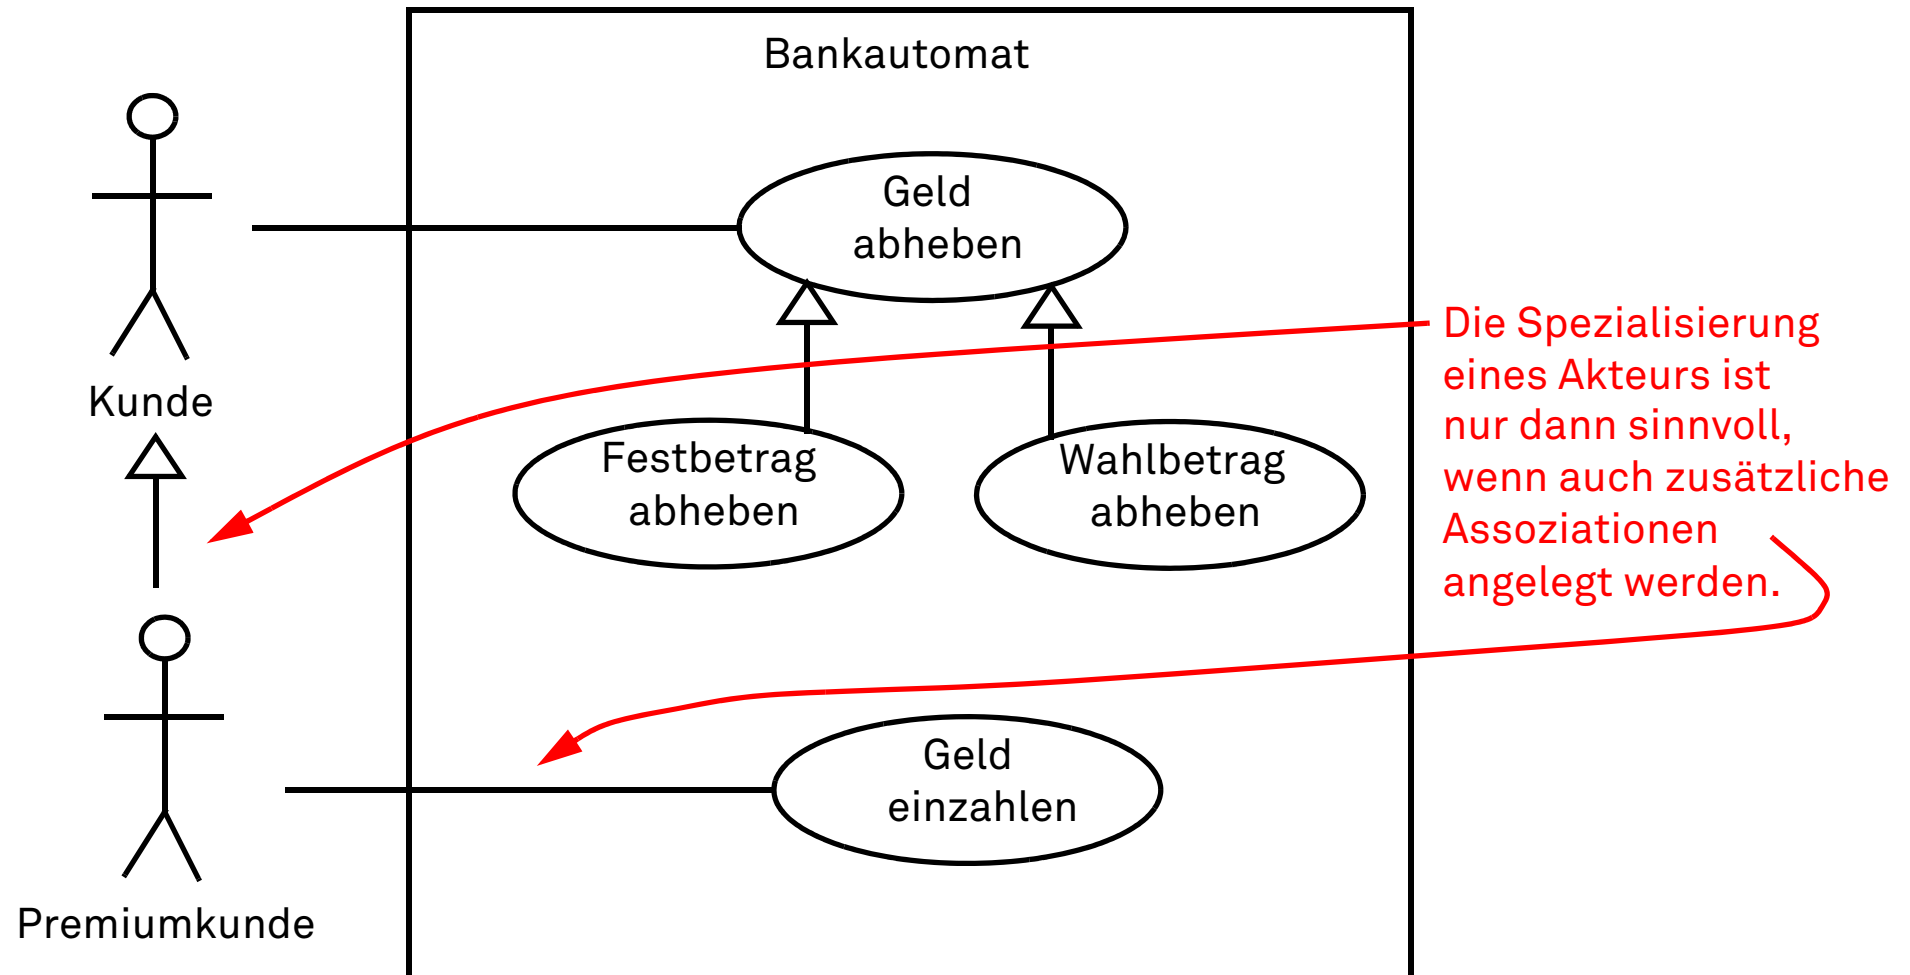 Bankautomat
Geld
abheben
Kunde
Festbetrag
abheben
Wahlbetrag
abheben
Die Spezialisierung
eines Akteurs ist
nur dann sinnvoll,
wenn auch zusätzliche
Assoziationen
angelegt werden.
Geld
einzahlen
Premiumkunde